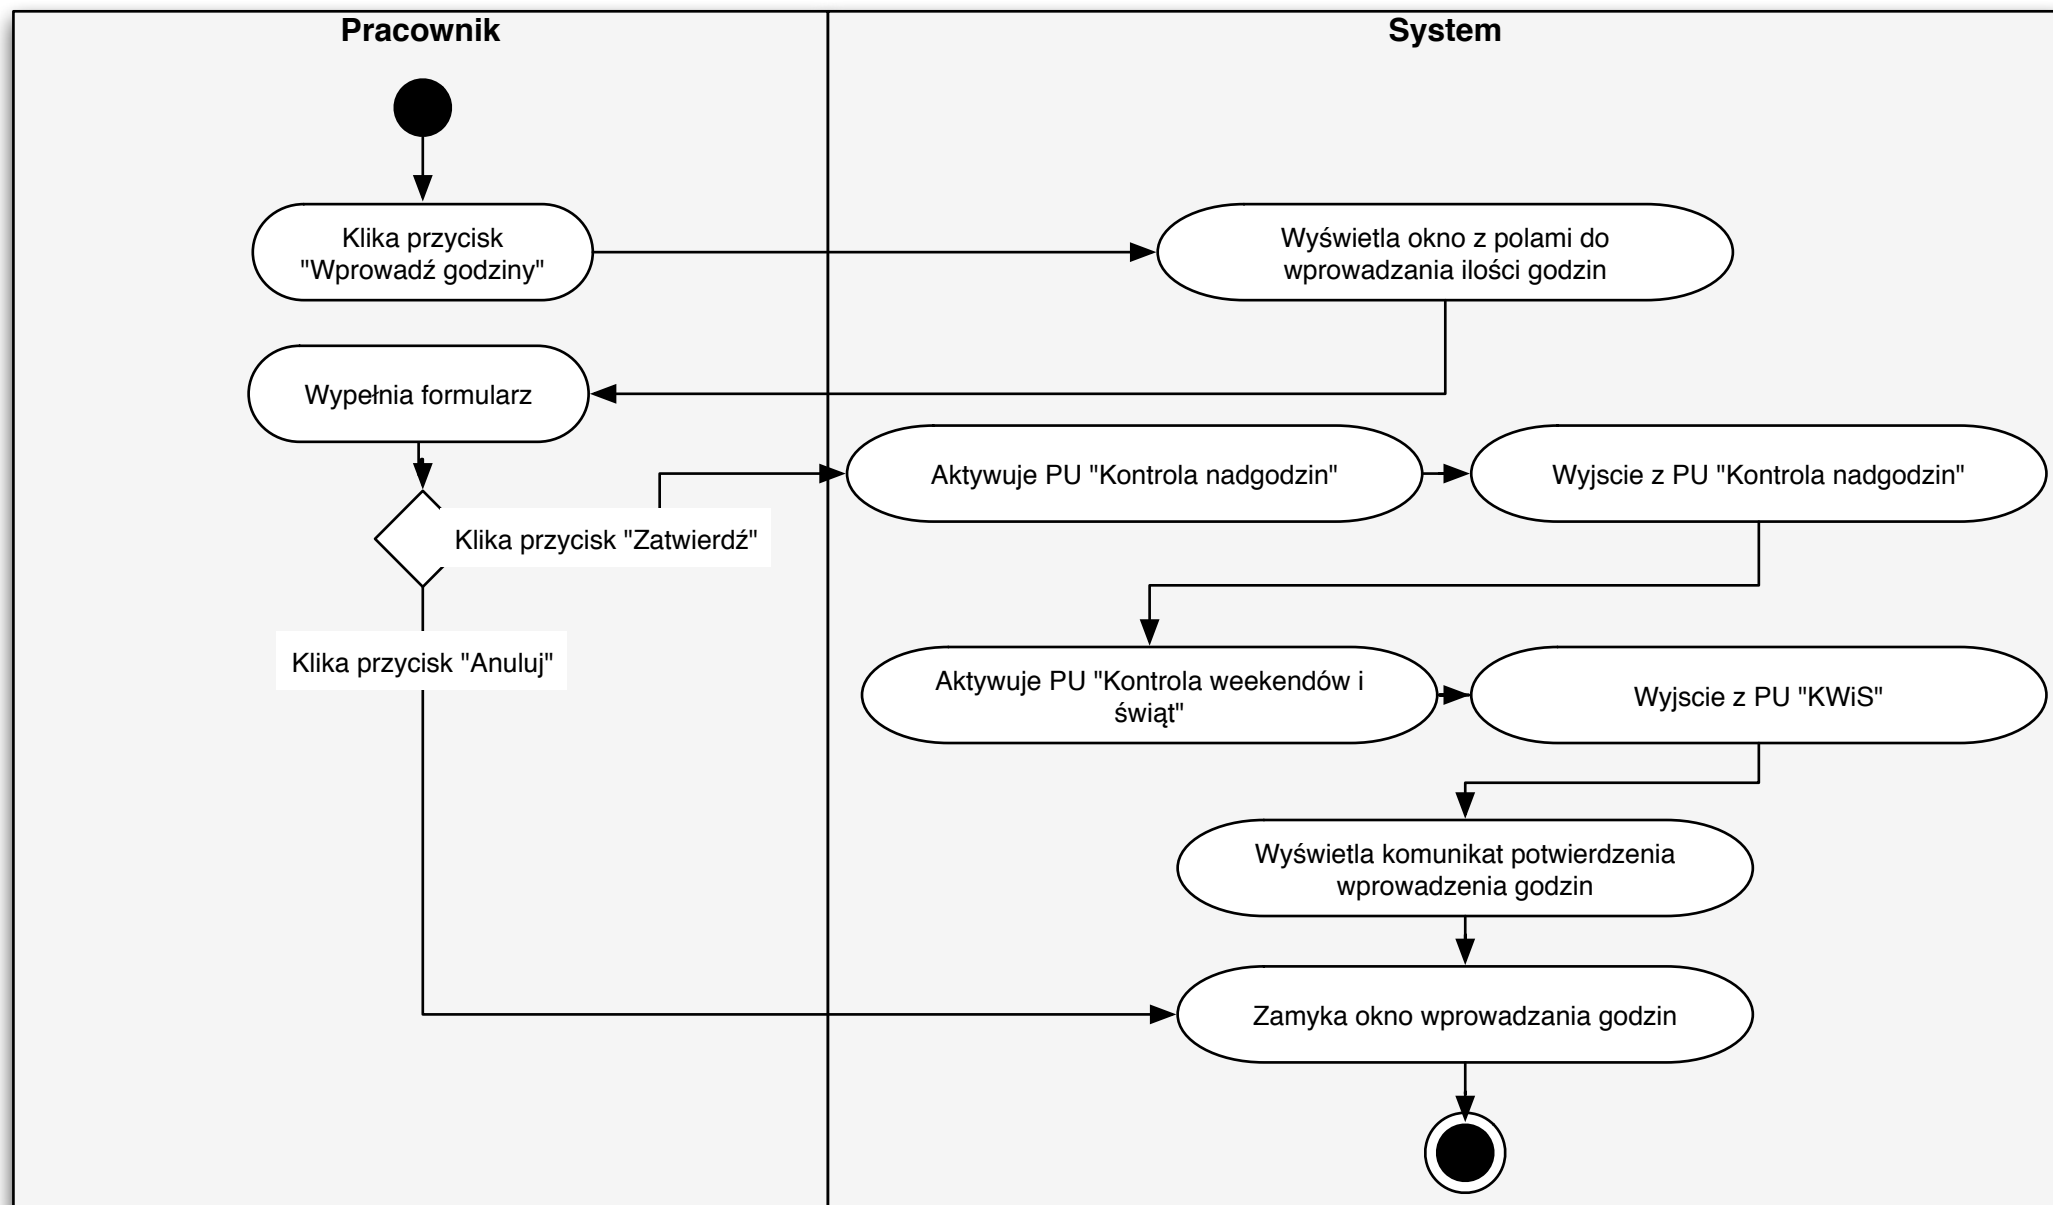 Pracownik
System
Klika przycisk
"Wprowadź godziny"
Wyświetla okno z polami do
wprowadzania ilości godzin
Wypełnia formularz
Aktywuje PU "Kontrola nadgodzin"
Wyjscie z PU "Kontrola nadgodzin"
Klika przycisk "Zatwierdź"
Klika przycisk "Anuluj"
Aktywuje PU "Kontrola weekendów i
świąt"
Wyjscie z PU "KWiS"
Wyświetla komunikat potwierdzenia
wprowadzenia godzin
Zamyka okno wprowadzania godzin